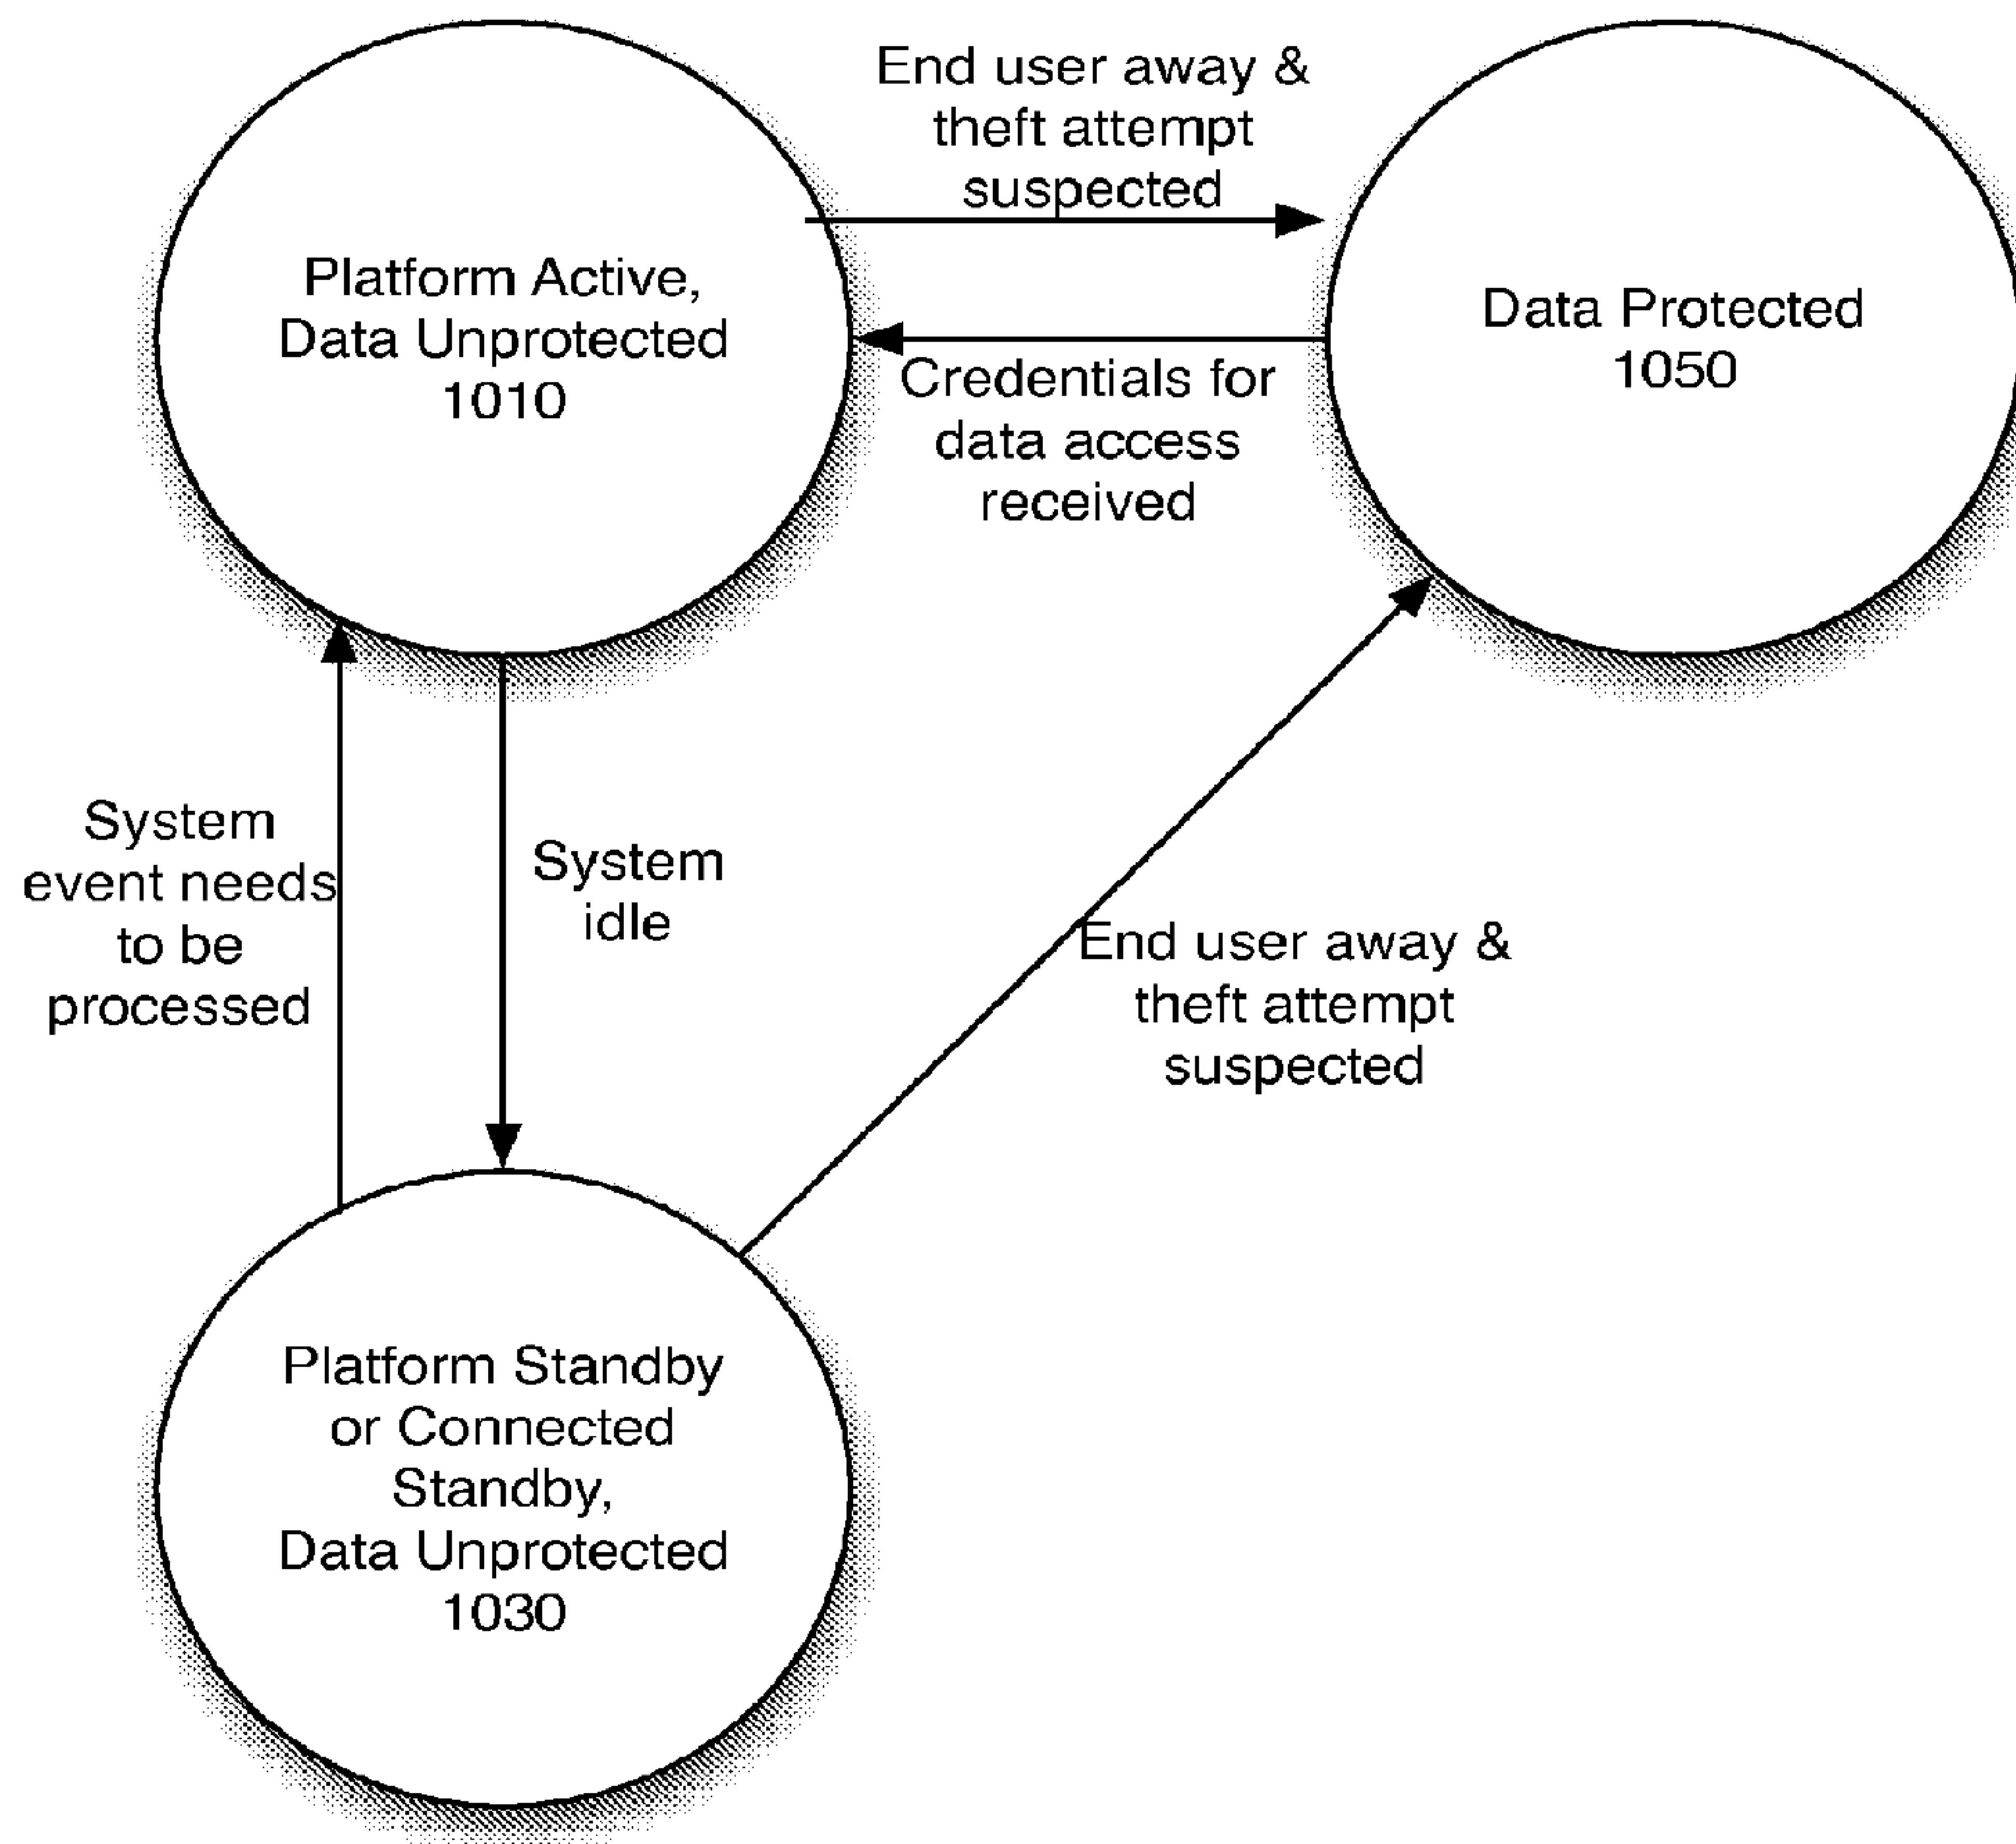 End user away &
theft attempt
suspected
Platform Active,
Data Unprotected
1010
Data Protected
1050
Credentials for
data access
received
System
event needs
to be
processed
System
idle
End user away &
theft attempt
suspected
Platform Standby
or Connected
Standby,
Data Unprotected
1030